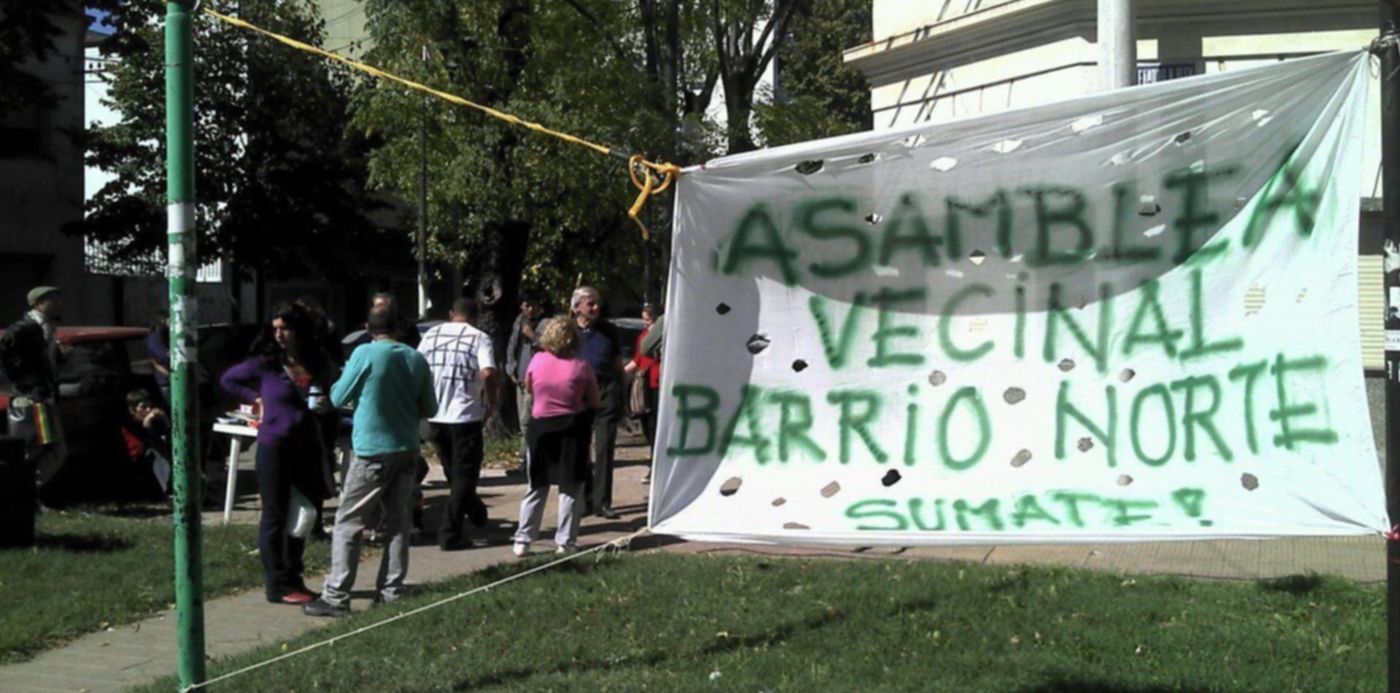 ASAMBLEA
VECiNAL
BARRiO NORTE
SUMATE!